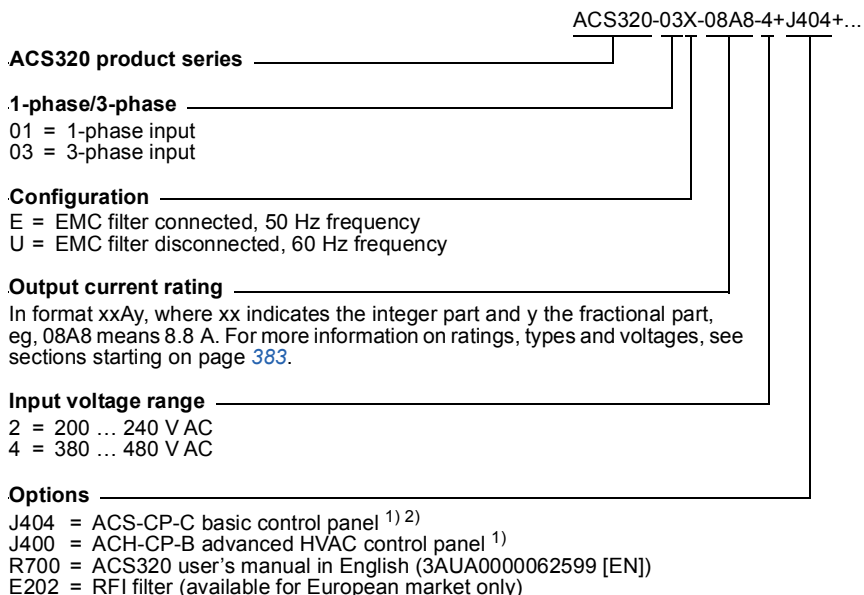 ACS320-03X-08A8-4+J404+...
ACS320 product series
1-phase/3-phase
01 = 1-phase input
03 = 3-phase input
Configuration
E = EMC filter connected, 50 Hz frequency
U = EMC filter disconnected, 60 Hz frequency
Output current rating
In format xxAy, where xx indicates the integer part and y the fractional part,
eg, 08A8 means 8.8 A. For more information on ratings, types and voltages, see
sections starting on page 383.
Input voltage range
2 = 200 … 240 V AC
4 = 380 … 480 V AC
Options
J404 = ACS-CP-C basic control panel 1) 2)
J400 = ACH-CP-B advanced HVAC control panel 1)
R700 = ACS320 user's manual in English (3AUA0000062599 [EN])
E202 = RFI filter (available for European market only)